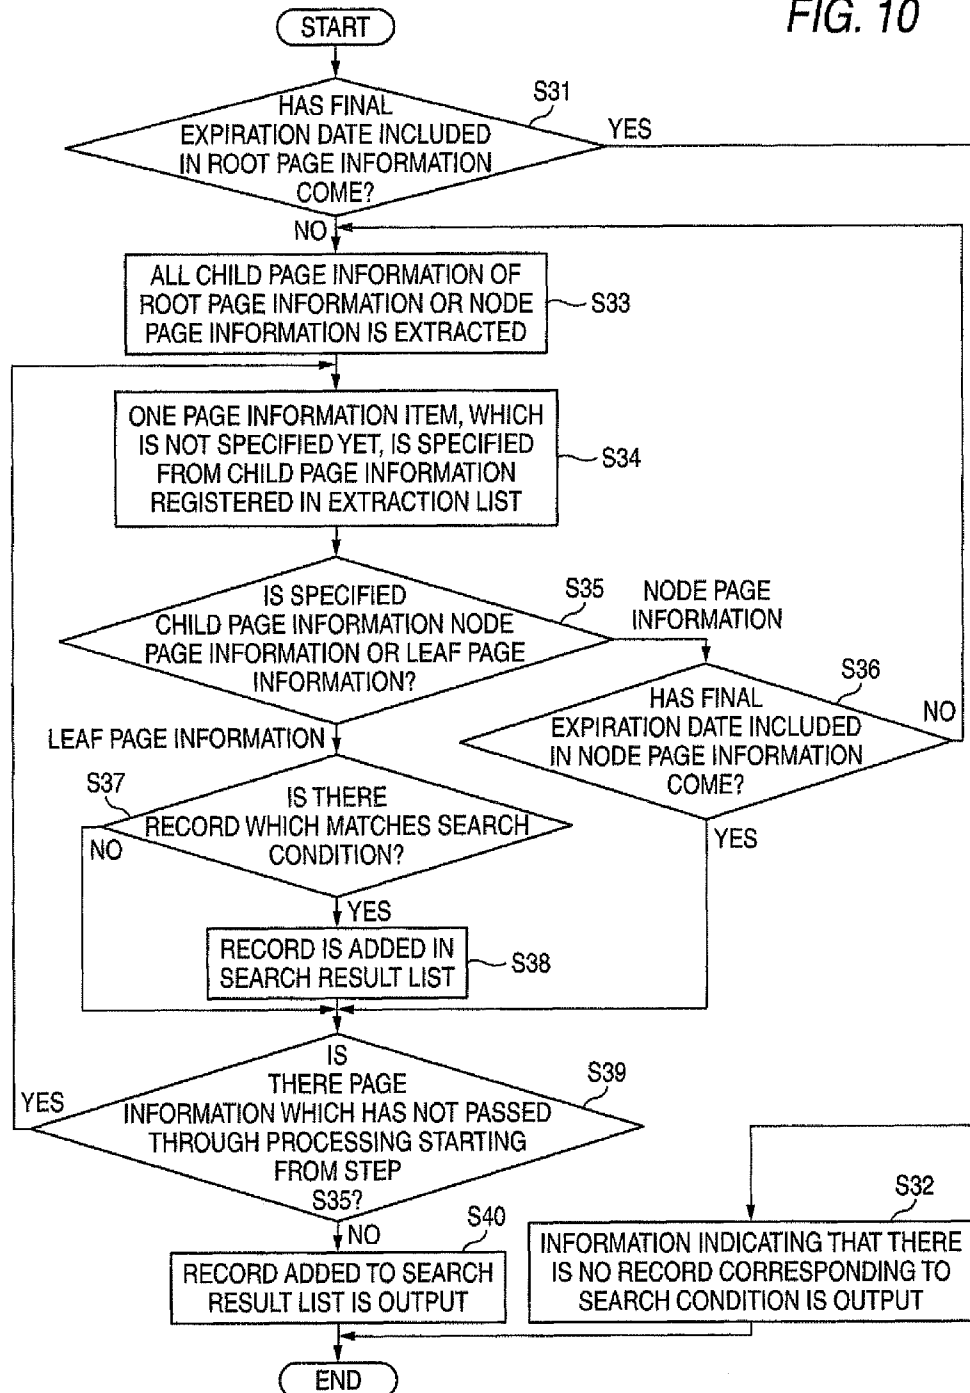 FIG. 10
START
HAS FINAL
EXPIRATION DATE INCLUDED
IN ROOT PAGE INFORMATION
COME?
S31
YES
NO
ALL CHILD PAGE INFORMATION OF
ROOT PAGE INFORMATION OR NODE
PAGE INFORMATION IS EXTRACTED
S33
ONE PAGE INFORMATION ITEM, WHICH
IS NOT SPECIFIED YET, IS SPECIFIED
FROM CHILD PAGE INFORMATION
REGISTERED IN EXTRACTION LIST
S34
IS SPECIFIED
CHILD PAGE INFORMATION NODE
PAGE INFORMATION OR LEAF PAGE
INFORMATION?
S35
NODE PAGE
INFORMATION
S36
HAS FINAL
EXPIRATION DATE INCLUDED
IN NODE PAGE INFORMATION
COME?
NO
YES
LEAF PAGE INFORMATION
S37
IS THERE
RECORD WHICH MATCHES SEARCH
CONDITION?
NO
YES
RECORD IS ADDED IN
SEARCH RESULT LIST
S38
IS
THERE PAGE
INFORMATION WHICH HAS NOT PASSED
THROUGH PROCESSING STARTING
FROM STEP
S35?
S39
YES
NO
S40
RECORD ADDED TO SEARCH
RESULT LIST IS OUTPUT
S32
INFORMATION INDICATING THAT THERE
IS NO RECORD CORRESPONDING TO
SEARCH CONDITION IS OUTPUT
END